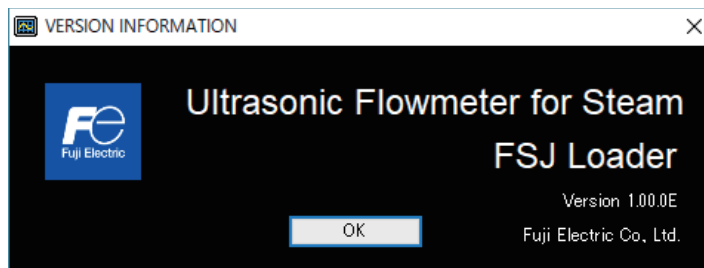 VERSION INFORMATION
Fe
Fuji Electric
Ultrasonic Flowmeter for Steam
FSJ Loader
Version 1.00.0E
OK
Fuji Electric Co., Ltd.